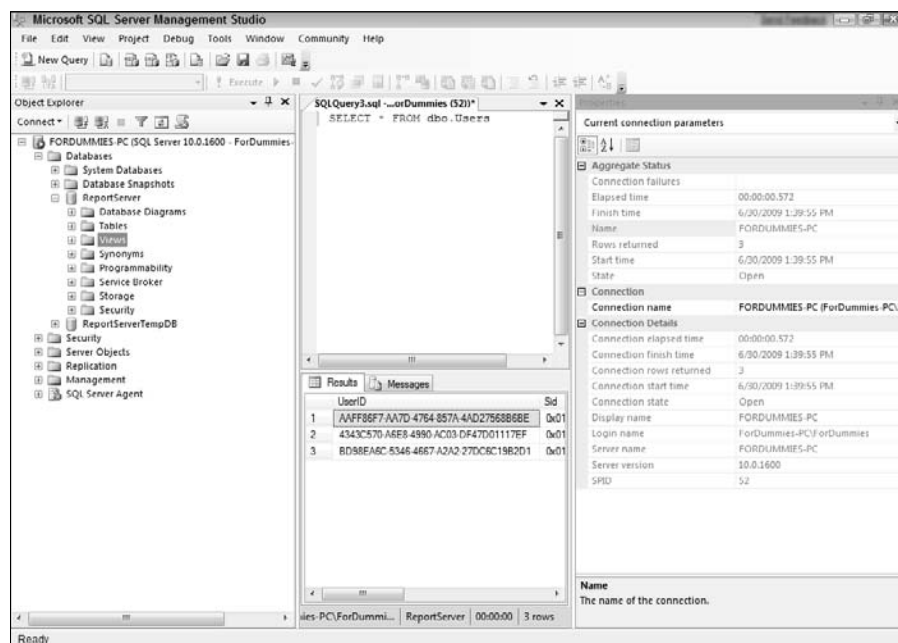 Microsoft SQL Server Management Studio
File Edit View Project Debug Tools Window Community Help
New Query
Execute
Object Explorer
Connect
FORDUMMIES-PC (SQL Server 10.0.1600 - ForDummies-
Databases
System Databases
Database Snapshots
ReportServer
Database Diagrams
Tables
Views
Synonyms
Programmability
Service Broker
Storage
Security
ReportServerTempDB
Security
Server Objects
Replication
Management
SQL Server Agent
SQLQuery3.sql -...orDummies (52))*
SELECT * FROM dbo.Users
Results Messages
UserID Sid
1 AAFF86F7-AA7D-4764-857A-4AD27568B6BE 0x01
2 4343C570-A6E8-4990-AC03-DF47D01117EF 0x01
3 BD98EA6C-5346-4667-A2A2-27DC6C19B2D1 0x01
ies-PC\ForDummi... ReportServer 00:00:00 3 rows
Properties
Current connection parameters
Aggregate Status
Connection failures
Elapsed time 00:00:00.572
Finish time 6/30/2009 1:39:55 PM
Name FORDUMMIES-PC
Rows returned 3
Start time 6/30/2009 1:39:55 PM
State Open
Connection
Connection name FORDUMMIES-PC (ForDummies-PC\
Connection Details
Connection elapsed time 00:00:00.572
Connection finish time 6/30/2009 1:39:55 PM
Connection rows returned 3
Connection start time 6/30/2009 1:39:55 PM
Connection state Open
Display name FORDUMMIES-PC
Login name ForDummies-PC\ForDummies
Server name FORDUMMIES-PC
Server version 10.0.1600
SPID 52
Name
The name of the connection.
Ready